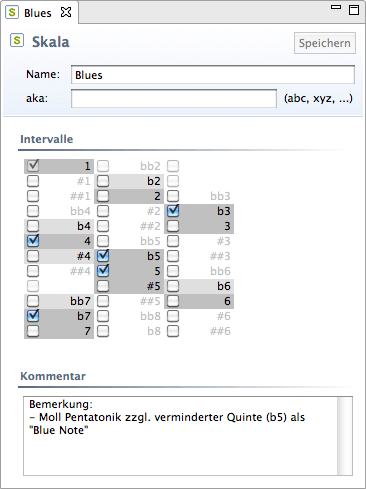 S Blues
S Skala Speichern
Name: Blues
aka: (abc, xyz, ...)
Intervalle
1 bb2
#1 b2
##1 2 bb3
bb4 #2 b3
b4 ##2 3
4 bb5 #3
#4 b5 ##3
##4 5 bb6
#5 b6
bb7 ##5 6
b7 bb8 #6
7 b8 ##6
Kommentar
Bemerkung:
- Moll Pentatonik zzgl. verminderter Quinte (b5) als
"Blue Note"